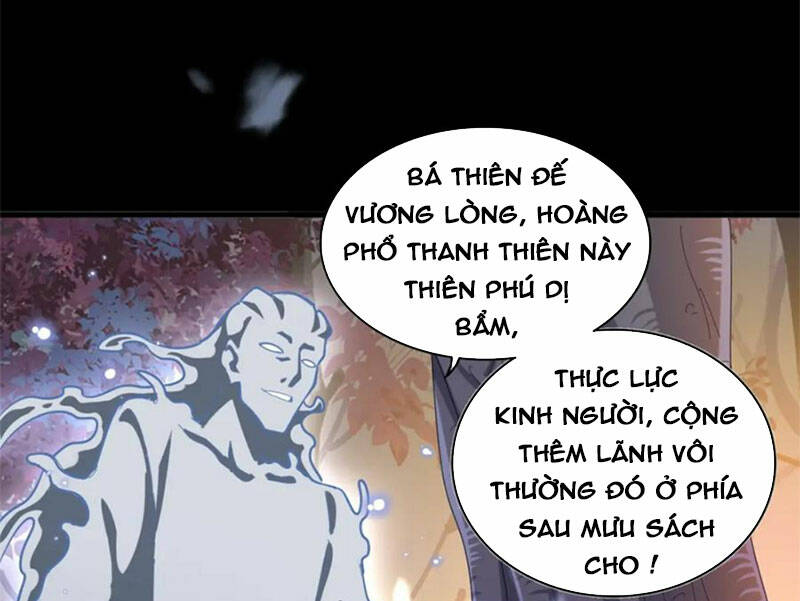 BÁ THIÊN ĐẾ
VƯƠNG LÒNG, HOÀNG
PHỔ THANH THIÊN NÀY
THIÊN PHÚ DỊ
BẨM,
THỰC LỰC
KINH NGƯỜI, CỘNG
THÊM LÃNH VÔI
THƯỜNG ĐÓ Ở PHÍA
SAU MƯU SÁCH
CHO !